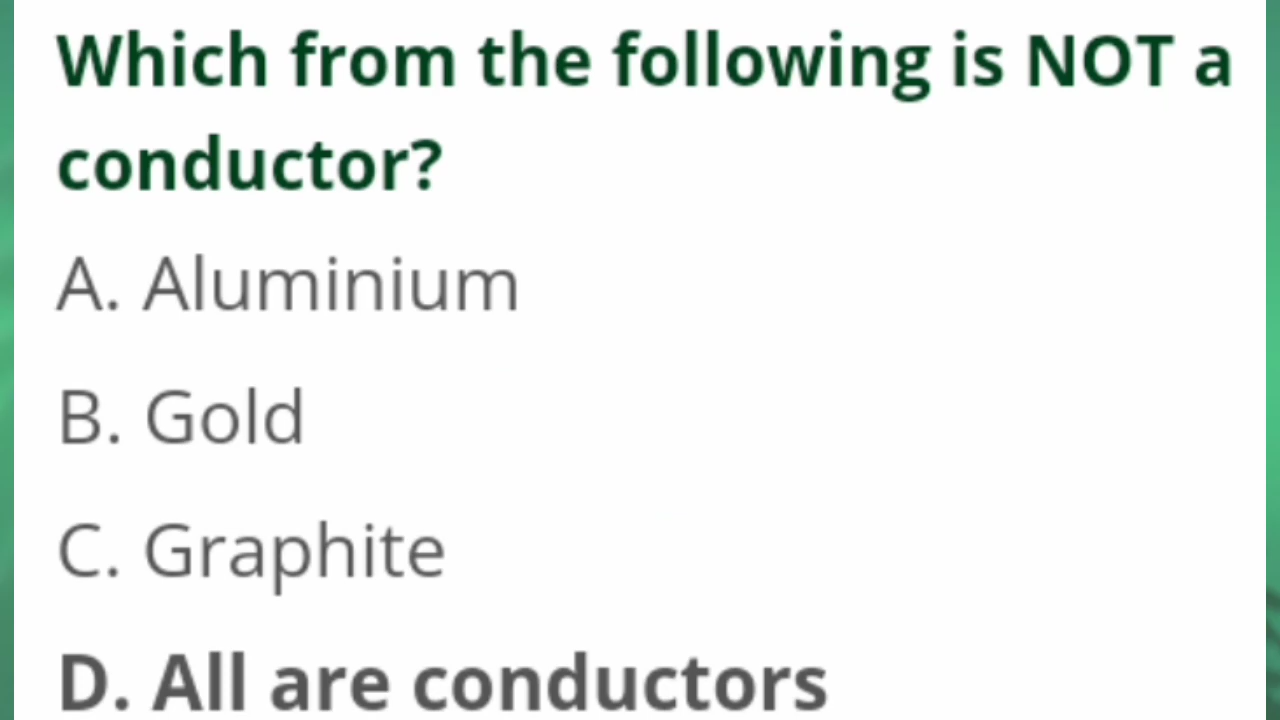 Which from the following is NOT a
conductor?
A. Aluminium
B. Gold
C. Graphite
D. All are conductors